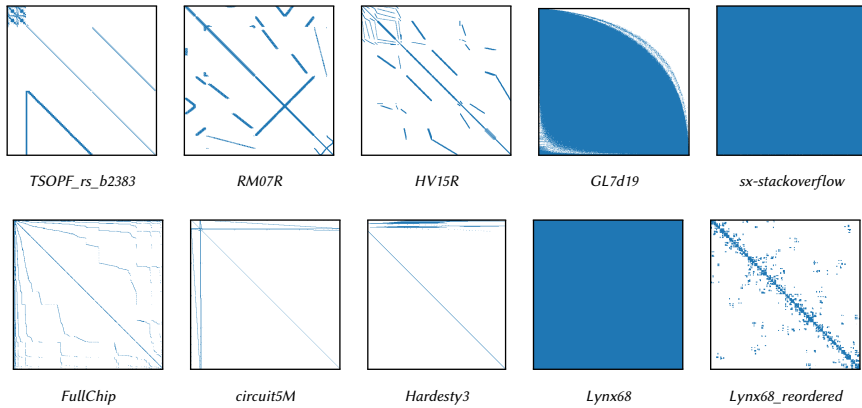 TSOPF_rs_b2383
RM07R
HV15R
GL7d19
sx-stackoverflow
FullChip
circuit5M
Hardesty3
Lynx68
Lynx68_reordered